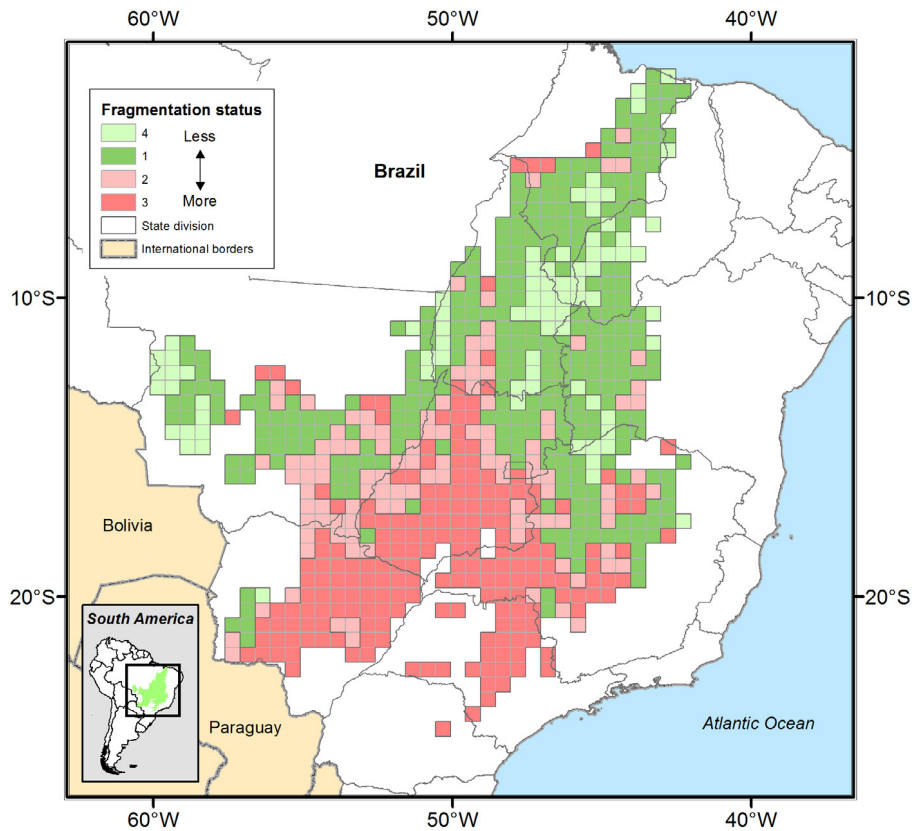 60°W 50°W 40°W
Fragmentation status
4 Less
1
2
3 More
State division
International borders
Brazil
10°S 10°S
Bolivia
20°S 20°S
South America
Paraguay
Atlantic Ocean
60°W 50°W 40°W